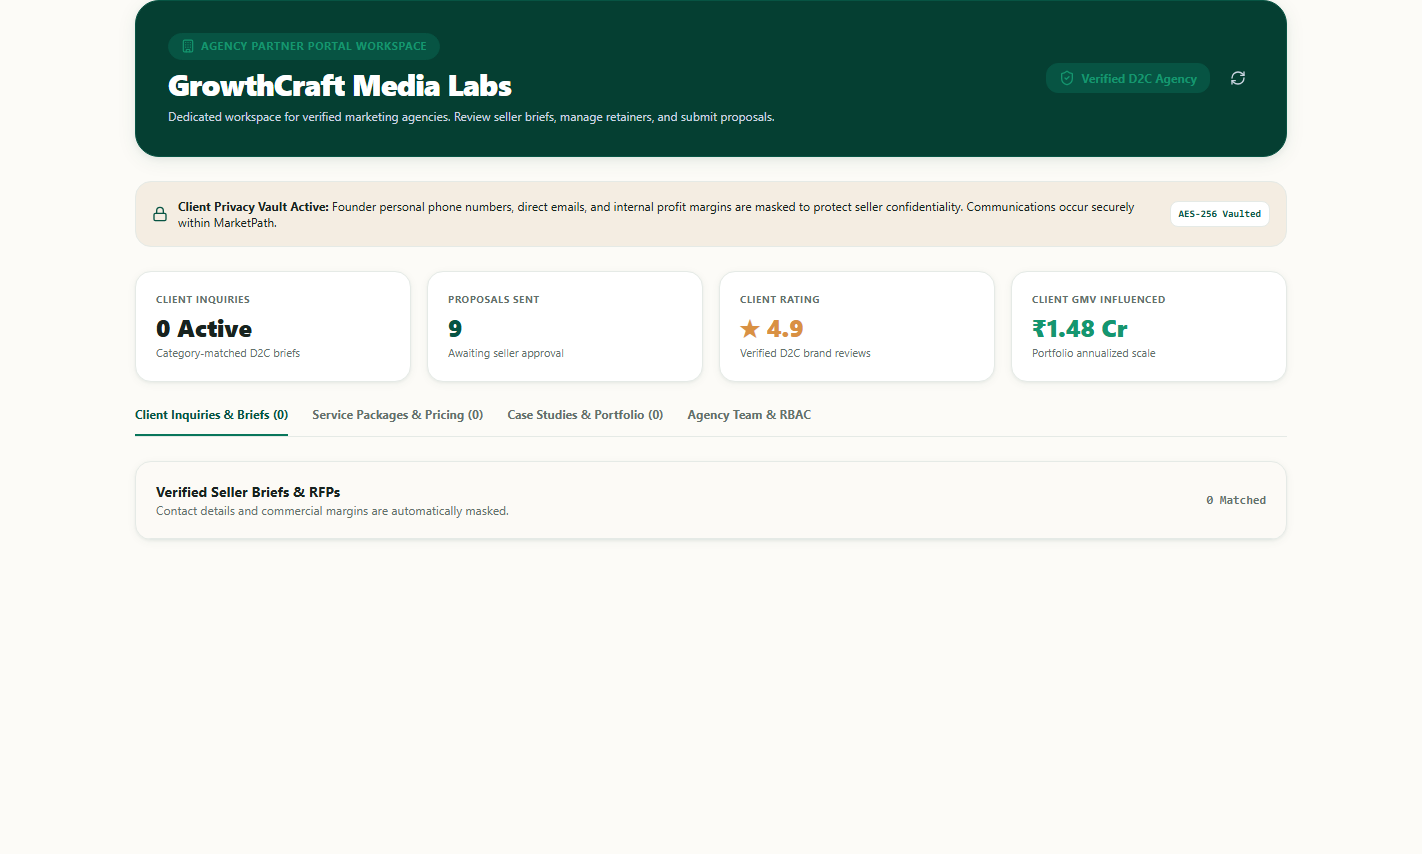 AGENCY PARTNER PORTAL WORKSPACE
GrowthCraft Media Labs
Dedicated workspace for verified marketing agencies. Review seller briefs, manage retainers, and submit proposals.
Verified D2C Agency
Client Privacy Vault Active: Founder personal phone numbers, direct emails, and internal profit margins are masked to protect seller confidentiality. Communications occur securely
within MarketPath.
AES-256 Vaulted
CLIENT INQUIRIES
0 Active
Category-matched D2C briefs
PROPOSALS SENT
9
Awaiting seller approval
CLIENT RATING
★ 4.9
Verified D2C brand reviews
CLIENT GMV INFLUENCED
₹1.48 Cr
Portfolio annualized scale
Client Inquiries & Briefs (0)
Service Packages & Pricing (0)
Case Studies & Portfolio (0)
Agency Team & RBAC
Verified Seller Briefs & RFPs
Contact details and commercial margins are automatically masked.
0 Matched